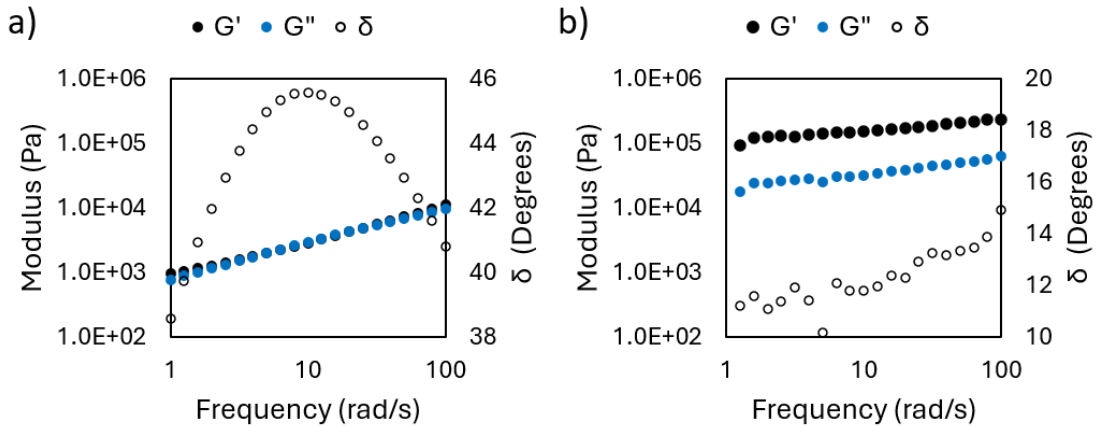 a)
G' G" δ
Modulus (Pa)
1.0E+06
1.0E+05
1.0E+04
1.0E+03
1.0E+02
46
44
42
40
38
δ (Degrees)
1 10 100
Frequency (rad/s)
b)
G' G" δ
Modulus (Pa)
1.0E+06
1.0E+05
1.0E+04
1.0E+03
1.0E+02
20
18
16
14
12
10
δ (Degrees)
1 10 100
Frequency (rad/s)